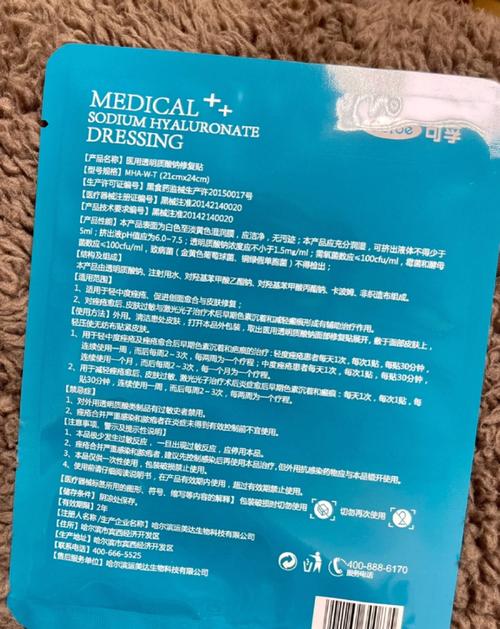 MEDICAL ++
SODIUM HYALURONATE
DRESSING
可孚
【产品名称】医用透明质酸钠修复贴
【型号规格】MHA-W-T (21cmx24cm)
【生产许可证编号】黑食药监械生产许20150017号
【医疗器械注册证编号】黑械注准20142140020
【产品技术要求编号】黑械注准20142140020
【产品性能】本产品表面为白色至淡黄色湿润膜，应洁净，无污迹；本产品应充分润湿，可挤出液体不得少于
5ml；挤出液pH值应为6.0~7.5；透明质酸钠浓度应不小于1.5mg/ml；需氧菌数应≤100cfu/ml，霉菌和酵母
菌数应≤100cfu/ml，致病菌（金黄色葡萄球菌、铜绿假单胞菌）不得检出；
【结构及组成】
本产品由透明质酸钠、注射用水、对羟基苯甲酸乙酯钠、对羟基苯甲酸丙酯钠、卡波姆、非织造布组成。
【适用范围】
1、适用于轻中度痤疮、促进创面愈合与皮肤修复；
2、对痤疮愈后、皮肤过敏与激光光子治疗术后早期色素沉着和减轻瘢痕形成有辅助治疗作用。
【使用方法】外用。清洁患处皮肤，打开本品外包装，取出医用透明质酸钠面部修复贴展开，敷于面部皮肤上，
轻压使无纺布贴紧皮肤。
1、用于轻中度痤疮及痤疮愈后早期色素沉着和疤痕的治疗：轻度痤疮患者每天1次，每次1贴，每贴30分钟，
连续使用一周，而后每周2~3次，每两周为一个疗程；中度痤疮患者每天1次，每次1贴，每贴30分钟，
连续使用一个月，而后每周2~3次，每一个月为一个疗程。
2、用于减轻痤疮愈后、皮肤过敏、激光光子治疗术后炎症愈后早期色素沉着和瘢痕：每天1次，每次1贴，每
贴30分钟，连续使用一周，而后每周2~3次，每两周为一个疗程。
【禁忌症】
1、对外用透明质酸类制品有过敏史者禁用。
2、痤疮合并严重感染和脓疱者在炎症未得到有效控制前不宜使用。
【注意事项、警示及提示性说明】
1、本品极少发生过敏反应，一旦出现过敏反应，应停用本品。
2、痤疮合并严重感染和脓疱者，建议先控制感染后再使用本品治疗，但外用抗感染药物应与本品错开使用。
3、本品仅供一次性使用，包装破损禁止使用。
4、使用前请仔细阅读说明书，在产品有效期内使用，超过有效期禁止使用。
【医疗器械标签所用的图形、符号、缩写等内容的解释】 包装破损时切勿使用 切勿再次使用
【储存条件】阴凉处保存。
【有效期限】2年
【注册人名称/生产企业名称】哈尔滨运美达生物科技有限公司
【住所】哈尔滨市宾西经济开发区
【生产地址】哈尔滨市宾西经济开发区
【联系电话】400-666-5525
【售后服务单位】哈尔滨运美达生物科技有限公司
400-888-6170
服务电话